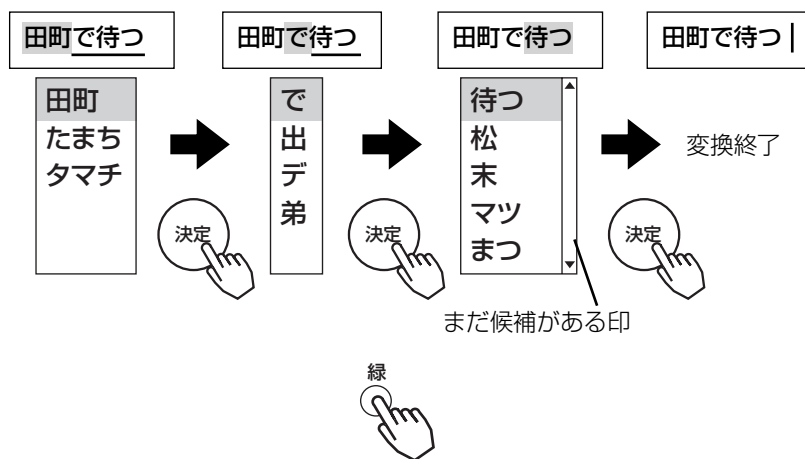 田町で待つ
田町で待つ
田町で待つ
田町で待つ
田町
たまち
タマチ
で
出
デ
弟
待つ
松
末
マツ
まつ
変換終了
決定
決定
決定
まだ候補がある印
緑